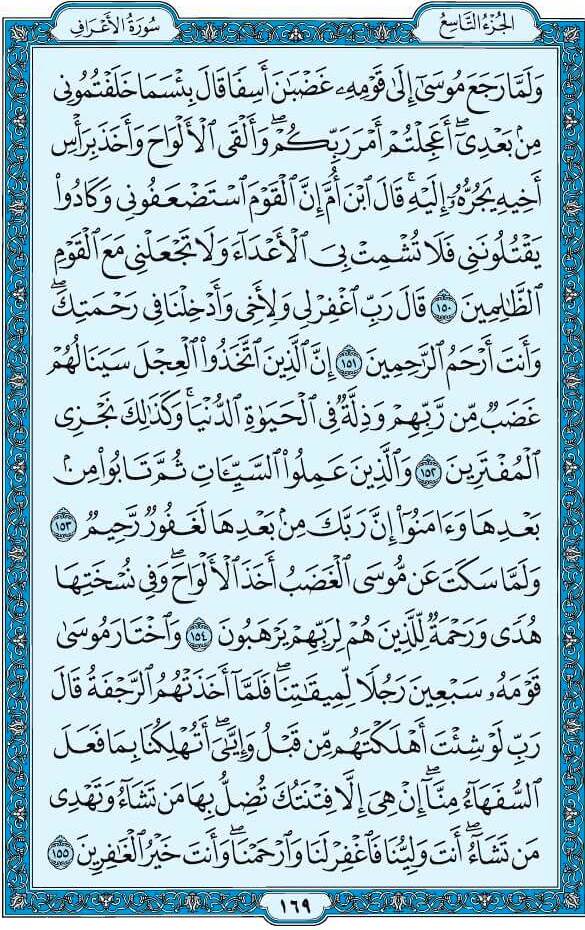 الجُزْءُ التَّاسِعُ
سُورَةُ الأَعْرَافِ
وَلَمَّا رَجَعَ مُوسَىٰٓ إِلَىٰ قَوْمِهِۦ غَضْبَٰنَ أَسِفًا قَالَ بِئْسَمَا خَلَفْتُمُونِي
مِنۢ بَعْدِيٓۖ أَعَجِلْتُمْ أَمْرَ رَبِّكُمْۖ وَأَلْقَى ٱلْأَلْوَاحَ وَأَخَذَ بِرَأْسِ
أَخِيهِ يَجُرُّهُۥٓ إِلَيْهِۚ قَالَ ٱبْنَ أُمَّ إِنَّ ٱلْقَوْمَ ٱسْتَضْعَفُونِي وَكَادُوا۟
يَقْتُلُونَنِي فَلَا تُشْمِتْ بِيَ ٱلْأَعْدَآءَ وَلَا تَجْعَلْنِي مَعَ ٱلْقَوْمِ
ٱلظَّٰلِمِينَ ١٥٠ قَالَ رَبِّ ٱغْفِرْ لِي وَلِأَخِي وَأَدْخِلْنَا فِي رَحْمَتِكَۖ
وَأَنتَ أَرْحَمُ ٱلرَّٰحِمِينَ ١٥١ إِنَّ ٱلَّذِينَ ٱتَّخَذُوا۟ ٱلْعِجْلَ سَيَنَالُهُمْ
غَضَبٌ مِّن رَّبِّهِمْ وَذِلَّةٌ فِي ٱلْحَيَوٰةِ ٱلدُّنْيَاۚ وَكَذَٰلِكَ نَجْزِي
ٱلْمُفْتَرِينَ ١٥٢ وَٱلَّذِينَ عَمِلُوا۟ ٱلسَّيِّـَٔاتِ ثُمَّ تَابُوا۟ مِنۢ
بَعْدِهَا وَءَامَنُوٓا۟ إِنَّ رَبَّكَ مِنۢ بَعْدِهَا لَغَفُورٌ رَّحِيمٌ ١٥٣
وَلَمَّا سَكَتَ عَن مُّوسَى ٱلْغَضَبُ أَخَذَ ٱلْأَلْوَاحَۖ وَفِي نُسْخَتِهَا
هُدًى وَرَحْمَةٌ لِّلَّذِينَ هُمْ لِرَبِّهِمْ يَرْهَبُونَ ١٥٤ وَٱخْتَارَ مُوسَىٰ
قَوْمَهُۥ سَبْعِينَ رَجُلًا لِّمِيقَٰتِنَاۖ فَلَمَّآ أَخَذَتْهُمُ ٱلرَّجْفَةُ قَالَ
رَبِّ لَوْ شِئْتَ أَهْلَكْتَهُم مِّن قَبْلُ وَإِيَّٰيَۖ أَتُهْلِكُنَا بِمَا فَعَلَ
ٱلسُّفَهَآءُ مِنَّآۖ إِنْ هِيَ إِلَّا فِتْنَتُكَ تُضِلُّ بِهَا مَن تَشَآءُ وَتَهْدِي
مَن تَشَآءُۖ أَنتَ وَلِيُّنَا فَٱغْفِرْ لَنَا وَٱرْحَمْنَاۖ وَأَنتَ خَيْرُ ٱلْغَٰفِرِينَ ١٥٥
١٦٩